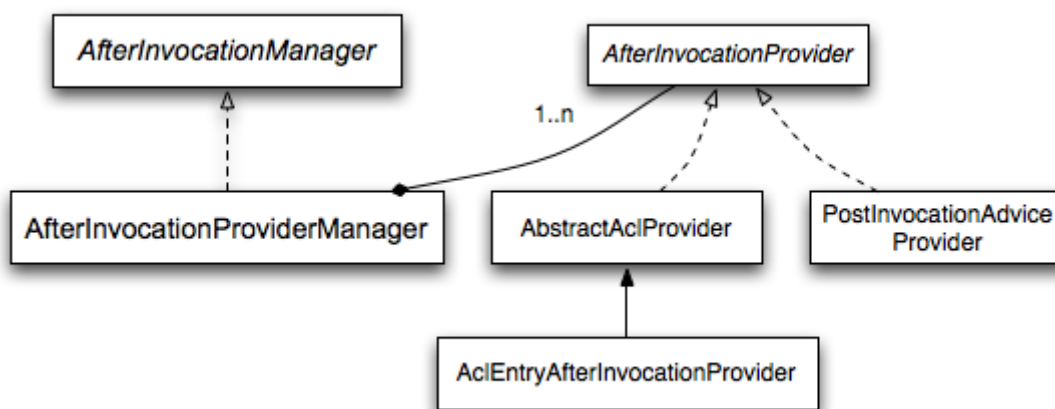 AfterInvocationManager
AfterInvocationProvider
1..n
AfterInvocationProviderManager
AbstractAclProvider
PostInvocationAdvice
Provider
AclEntryAfterInvocationProvider